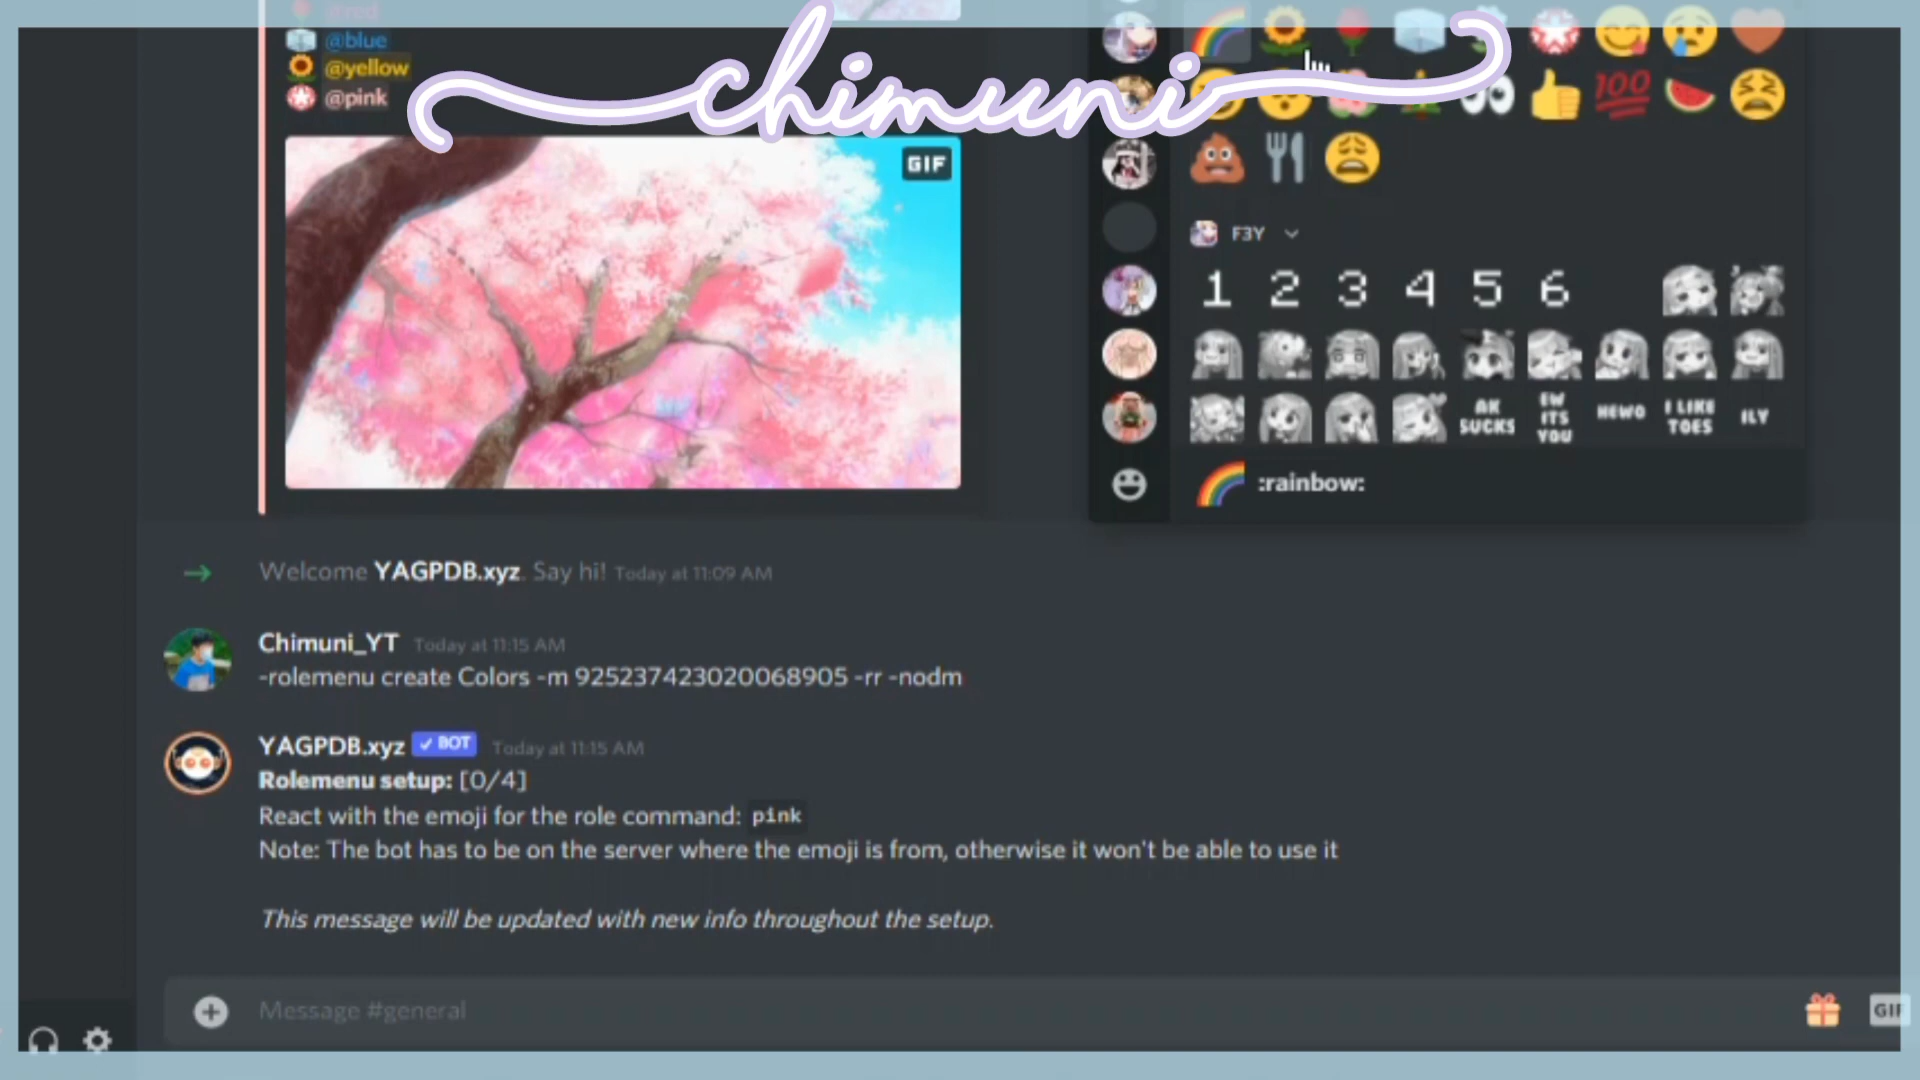 @red
@blue
@yellow
@pink
chimuni
GIF
100
F3Y
1 2 3 4 5 6
AK SUCKS
EW ITS YOU
HEWO
I LIKE TOES
ILY
:rainbow:
Welcome YAGPDB.xyz. Say hi! Today at 11:09 AM
Chimuni_YT Today at 11:15 AM
-rolemenu create Colors -m 925237423020068905 -rr -nodm
YAGPDB.xyz ✓ BOT Today at 11:15 AM
Rolemenu setup: [0/4]
React with the emoji for the role command: pink
Note: The bot has to be on the server where the emoji is from, otherwise it won't be able to use it
This message will be updated with new info throughout the setup.
Message #general
GIF